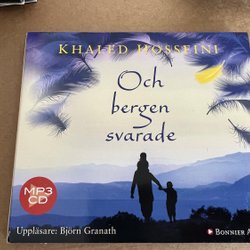 KHALED HOSSEINI
Och
bergen
svarade
MP3
CD
Uppläsare: Björn Granath
BONNIER